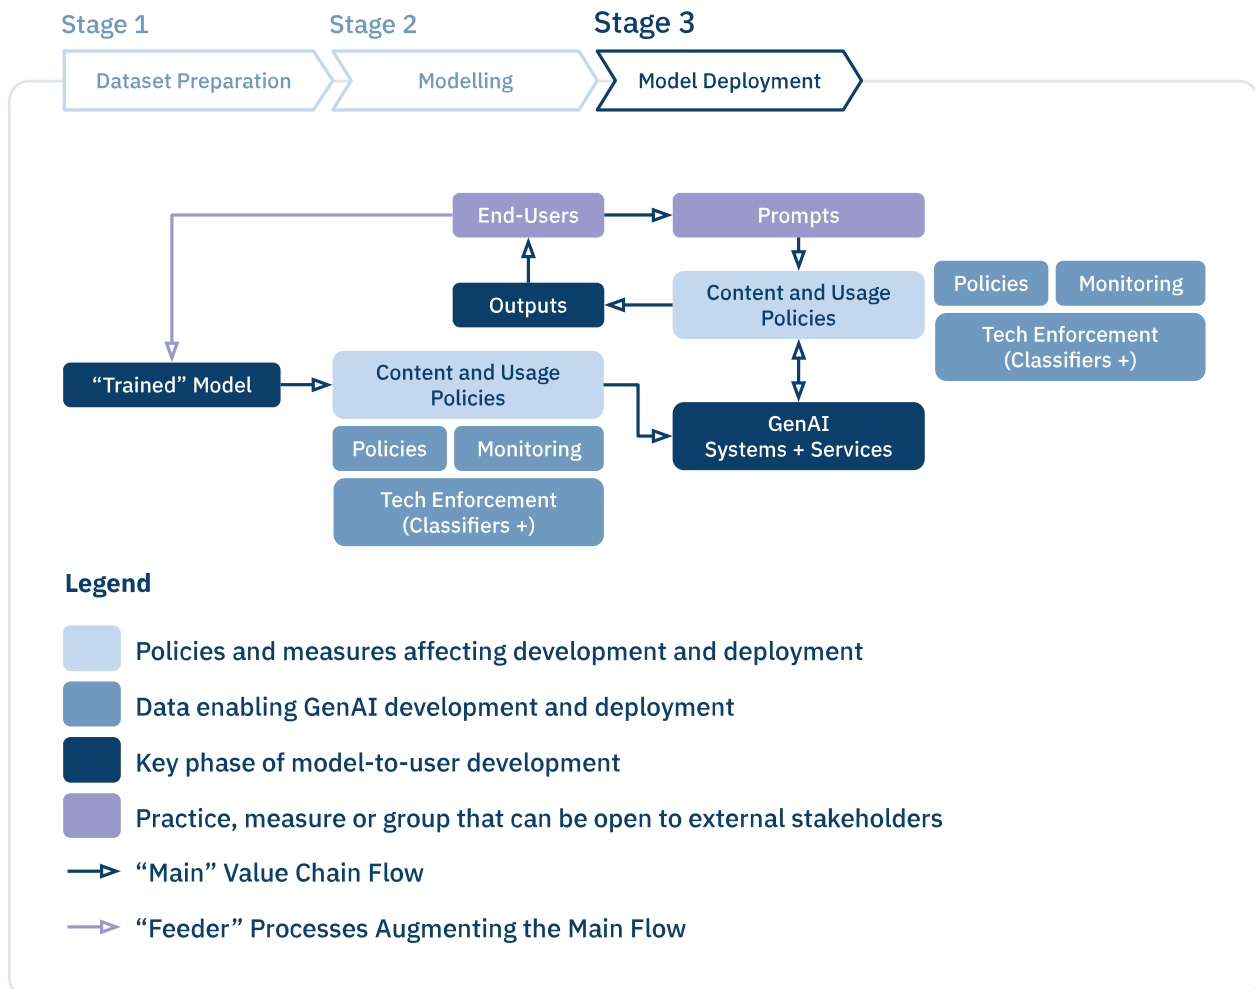 Stage 1
Stage 2
Stage 3
Dataset Preparation
Modelling
Model Deployment
End-Users
Prompts
Outputs
Content and Usage
Policies
Policies
Monitoring
Tech Enforcement
(Classifiers +)
“Trained” Model
Content and Usage
Policies
Policies
Monitoring
Tech Enforcement
(Classifiers +)
GenAI
Systems + Services
Legend
Policies and measures affecting development and deployment
Data enabling GenAI development and deployment
Key phase of model-to-user development
Practice, measure or group that can be open to external stakeholders
“Main” Value Chain Flow
“Feeder” Processes Augmenting the Main Flow